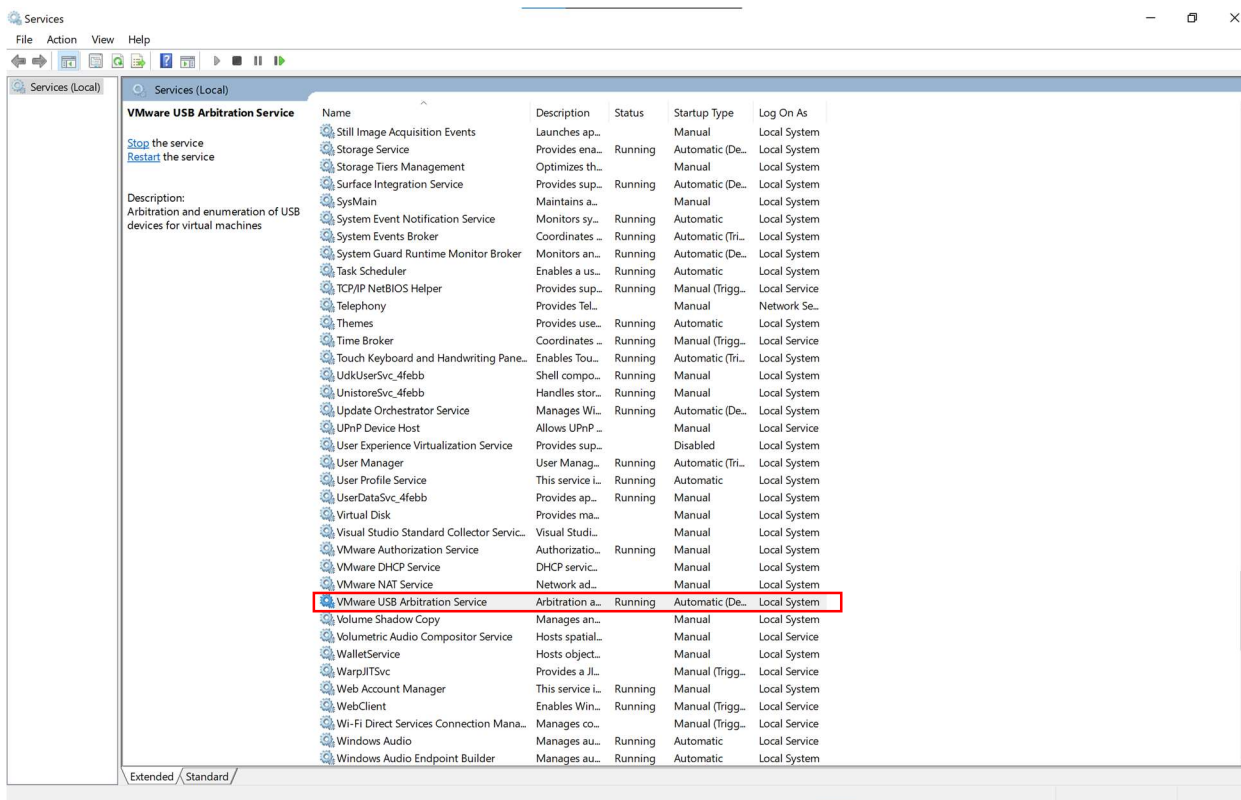 Services
File Action View Help
Services (Local)
Services (Local)
VMware USB Arbitration Service
Stop the service
Restart the service
Description:
Arbitration and enumeration of USB
devices for virtual machines
Name Description Status Startup Type Log On As
Still Image Acquisition Events Launches ap... Manual Local System
Storage Service Provides ena... Running Automatic (De... Local System
Storage Tiers Management Optimizes th... Manual Local System
Surface Integration Service Provides sup... Running Automatic (De... Local System
SysMain Maintains a... Manual Local System
System Event Notification Service Monitors sy... Running Automatic Local System
System Events Broker Coordinates ... Running Automatic (Tri... Local System
System Guard Runtime Monitor Broker Monitors an... Running Automatic (De... Local System
Task Scheduler Enables a us... Running Automatic Local System
TCP/IP NetBIOS Helper Provides sup... Running Manual (Trigg... Local Service
Telephony Provides Tel... Manual Network Se...
Themes Provides use... Running Automatic Local System
Time Broker Coordinates ... Running Manual (Trigg... Local Service
Touch Keyboard and Handwriting Pane... Enables Tou... Running Automatic (Tri... Local System
UdkUserSvc_4febb Shell compo... Running Manual Local System
UnistoreSvc_4febb Handles stor... Running Manual Local System
Update Orchestrator Service Manages Wi... Running Automatic (De... Local System
UPnP Device Host Allows UPnP ... Manual Local Service
User Experience Virtualization Service Provides sup... Disabled Local System
User Manager User Manag... Running Automatic (Tri... Local System
User Profile Service This service i... Running Automatic Local System
UserDataSvc_4febb Provides ap... Running Manual Local System
Virtual Disk Provides ma... Manual Local System
Visual Studio Standard Collector Servic... Visual Studi... Manual Local System
VMware Authorization Service Authorizatio... Running Manual Local System
VMware DHCP Service DHCP servic... Manual Local System
VMware NAT Service Network ad... Manual Local System
VMware USB Arbitration Service Arbitration a... Running Automatic (De... Local System
Volume Shadow Copy Manages an... Manual Local System
Volumetric Audio Compositor Service Hosts spatial... Manual Local Service
WalletService Hosts object... Manual Local System
WarpJITSvc Provides a JI... Manual (Trigg... Local Service
Web Account Manager This service i... Running Manual Local System
WebClient Enables Win... Running Manual (Trigg... Local Service
Wi-Fi Direct Services Connection Mana... Manages co... Manual (Trigg... Local Service
Windows Audio Manages au... Running Automatic Local Service
Windows Audio Endpoint Builder Manages au... Running Automatic Local System
Extended Standard